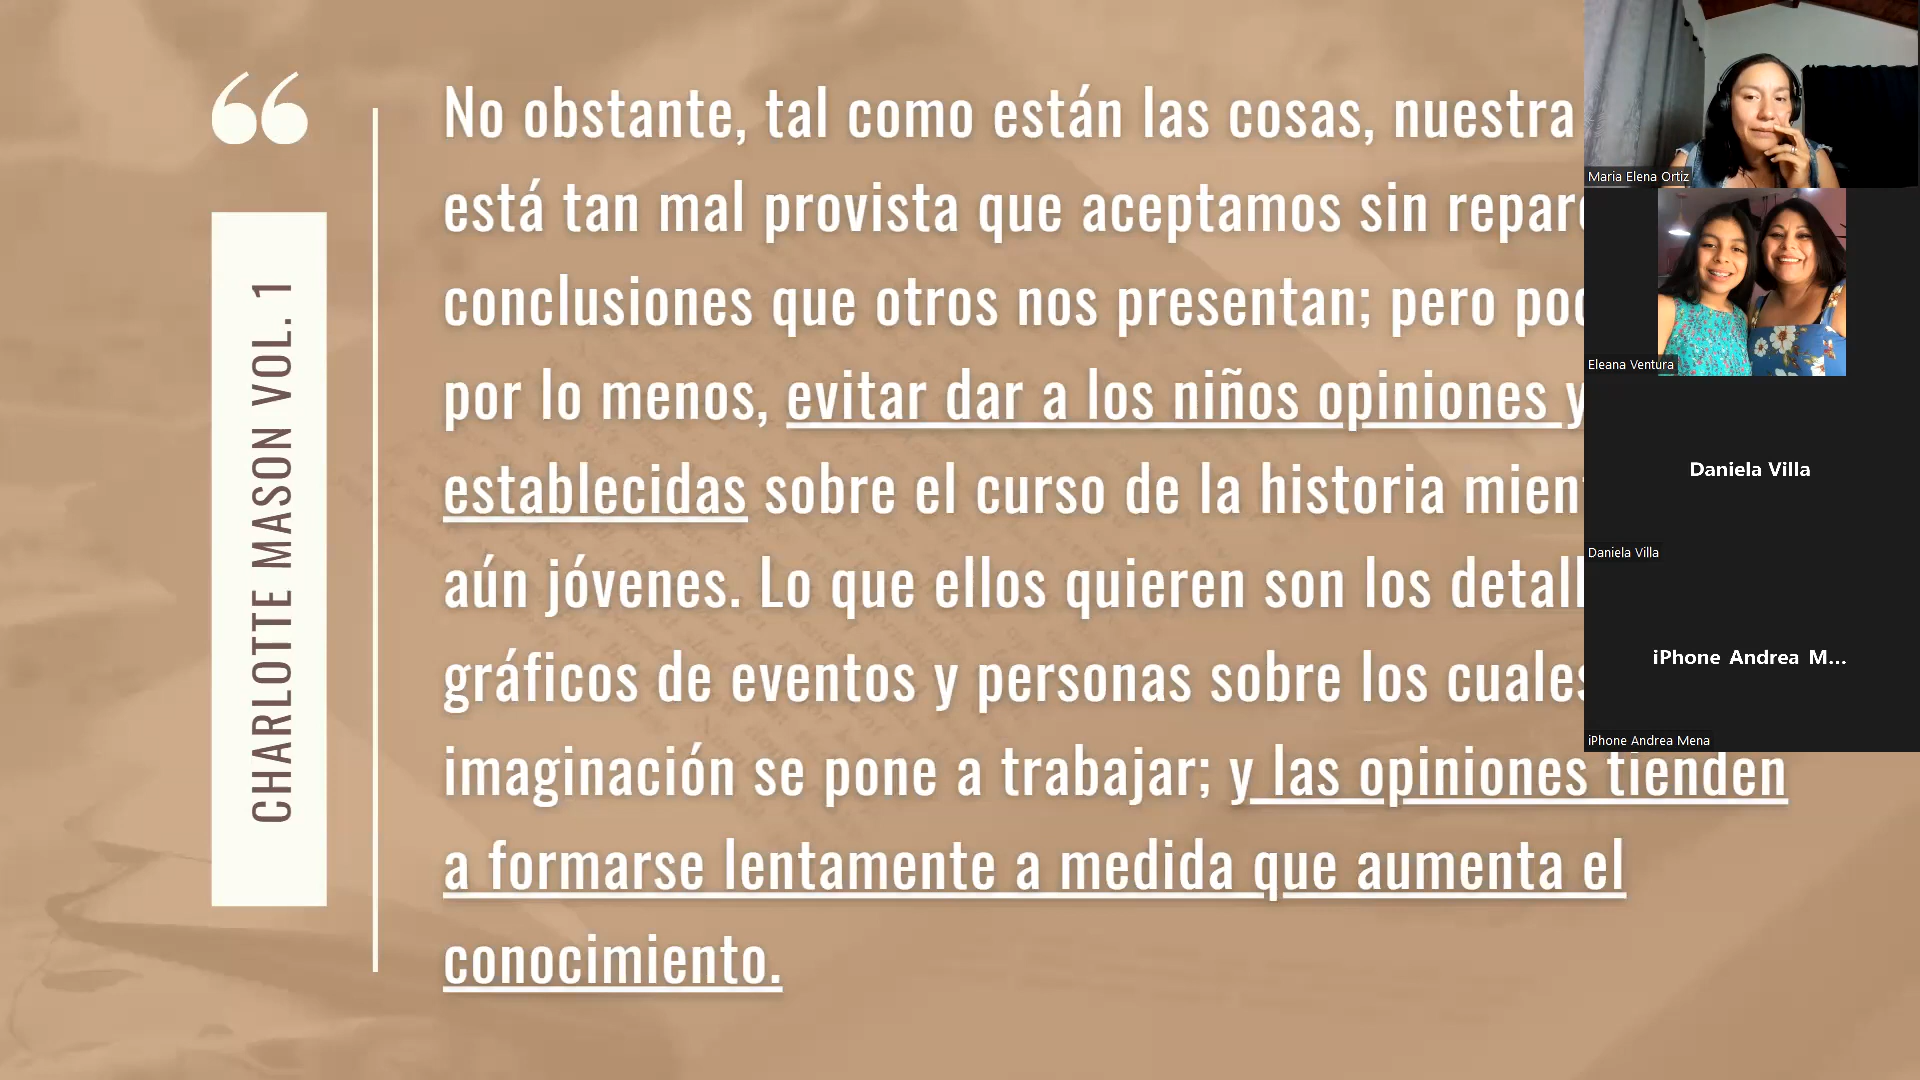 “
No obstante, tal como están las cosas, nuestra
está tan mal provista que aceptamos sin
conclusiones que otros nos presentan; pero
por lo menos, evitar dar a los niños opiniones y
establecidas sobre el curso de la historia
aún jóvenes. Lo que ellos quieren son los
gráficos de eventos y personas sobre los cuales
imaginación se pone a trabajar; y las opiniones tienden
a formarse lentamente a medida que aumenta el
conocimiento.
CHARLOTTE MASON VOL. 1
Maria Elena Ortiz
Eleana Ventura
Daniela Villa
Daniela Villa
iPhone Andrea M...
iPhone Andrea Mena